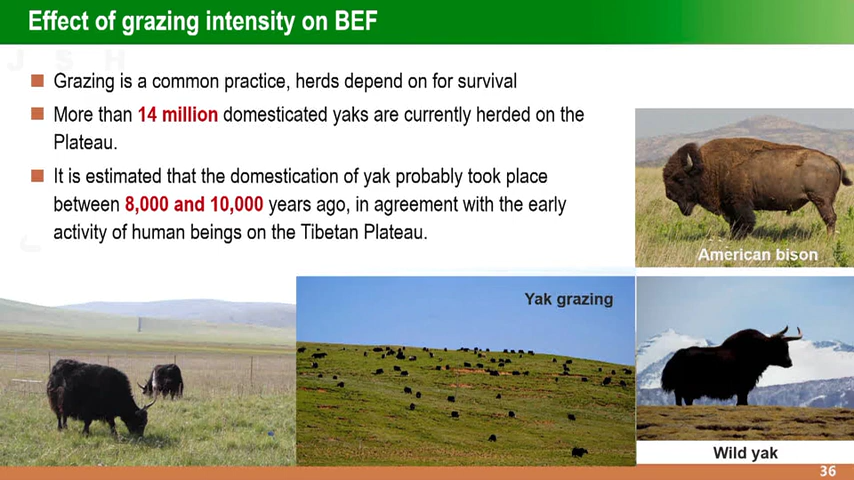 Effect of grazing intensity on BEF
J S H
Grazing is a common practice, herds depend on for survival
More than 14 million domesticated yaks are currently herded on the
Plateau.
It is estimated that the domestication of yak probably took place
between 8,000 and 10,000 years ago, in agreement with the early
activity of human beings on the Tibetan Plateau.
American bison
Yak grazing
Wild yak
36